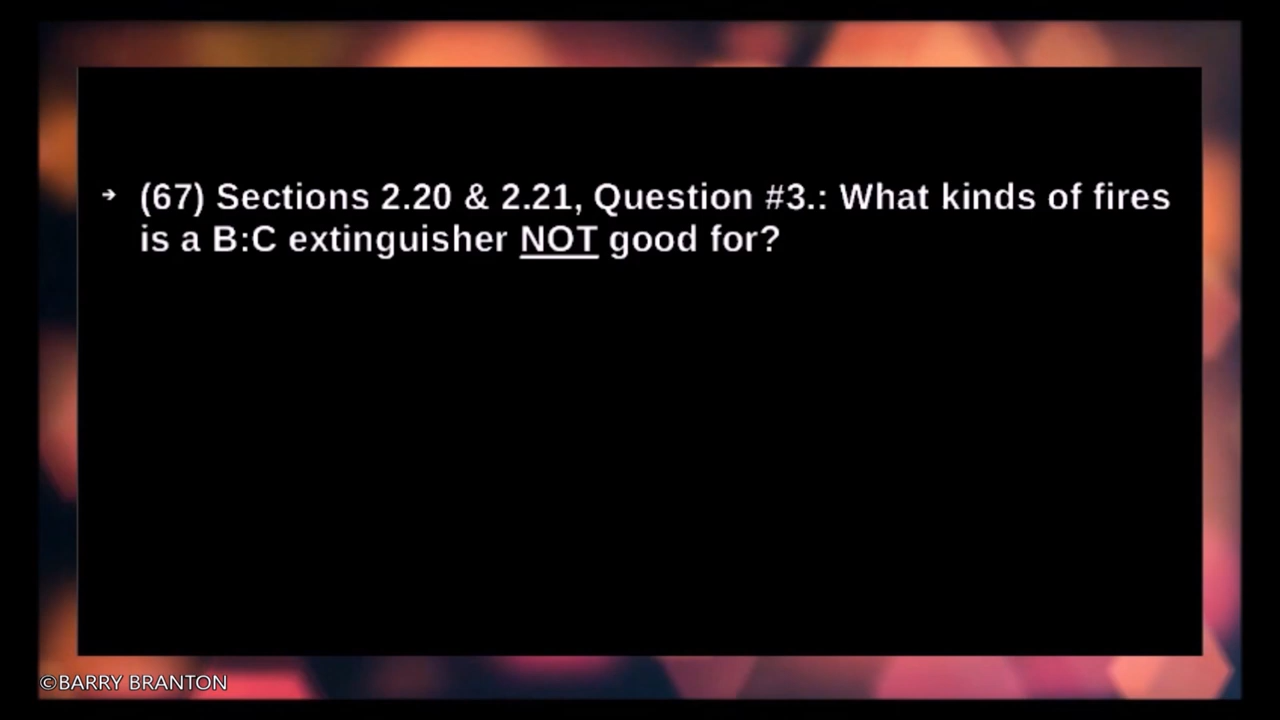 ➔ (67) Sections 2.20 & 2.21, Question #3.: What kinds of fires
is a B:C extinguisher NOT good for?
©BARRY BRANTON